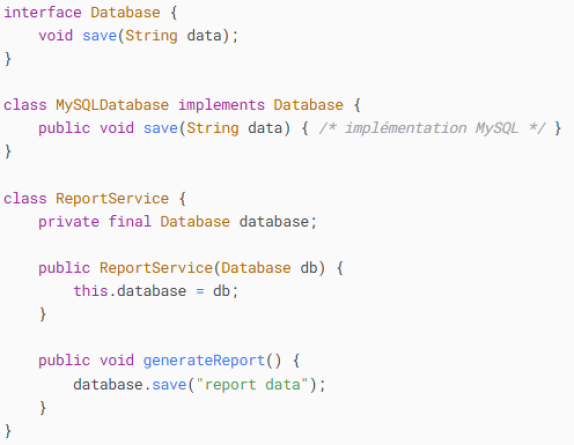 interface Database {
    void save(String data);
}

class MySQLDatabase implements Database {
    public void save(String data) { /* implémentation MySQL */ }
}

class ReportService {
    private final Database database;

    public ReportService(Database db) {
        this.database = db;
    }

    public void generateReport() {
        database.save("report data");
    }
}